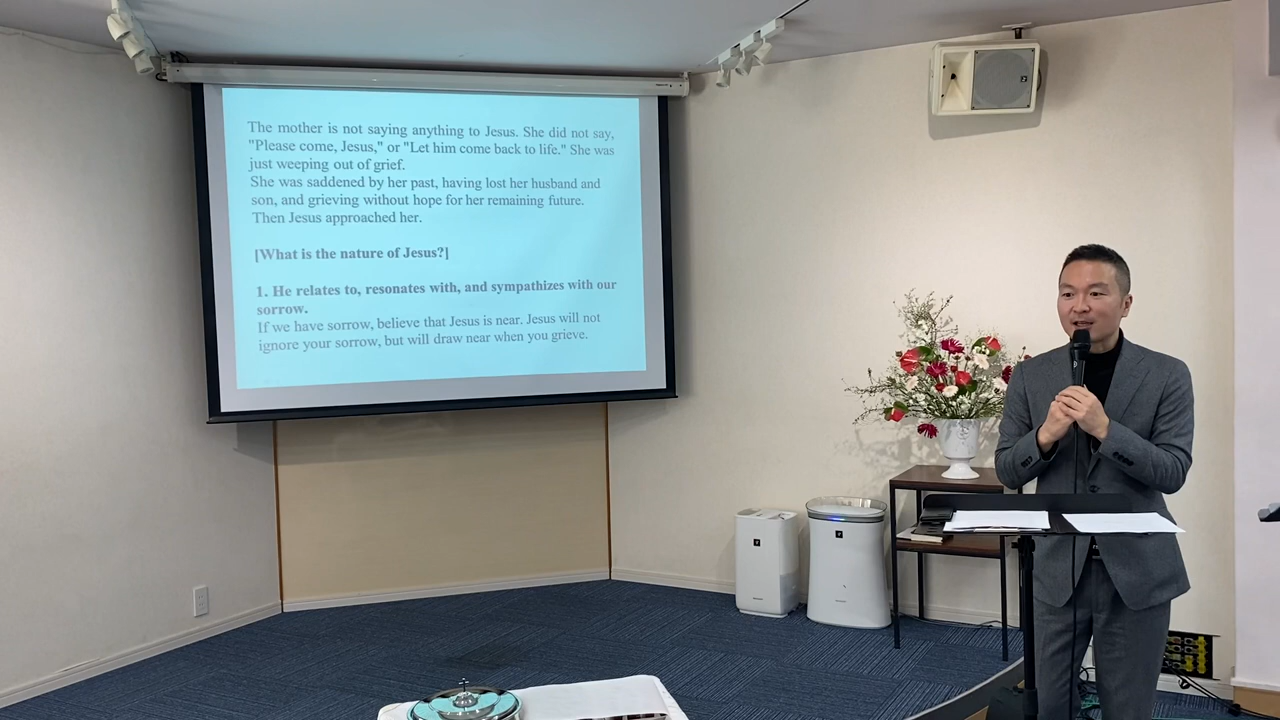 The mother is not saying anything to Jesus. She did not say,
"Please come, Jesus," or "Let him come back to life." She was
just weeping out of grief.
She was saddened by her past, having lost her husband and
son, and grieving without hope for her remaining future.
Then Jesus approached her.
[What is the nature of Jesus?]
1. He relates to, resonates with, and sympathizes with our
sorrow.
If we have sorrow, believe that Jesus is near. Jesus will not
ignore your sorrow, but will draw near when you grieve.